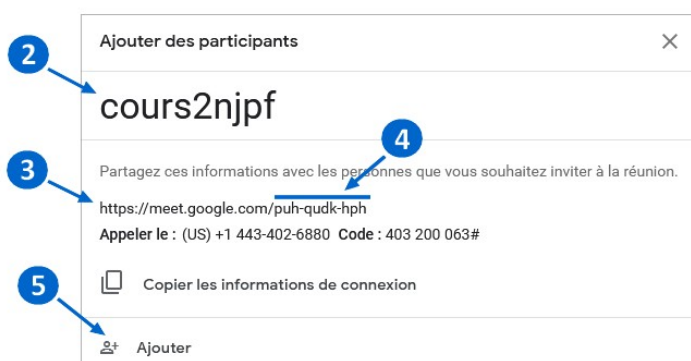 Ajouter des participants
2
cours2njpf
4
Partagez ces informations avec les personnes que vous souhaitez inviter à la réunion.
3
https://meet.google.com/puh-qudk-hph
Appeler le : (US) +1 443-402-6880 Code : 403 200 063#
Copier les informations de connexion
5
Ajouter